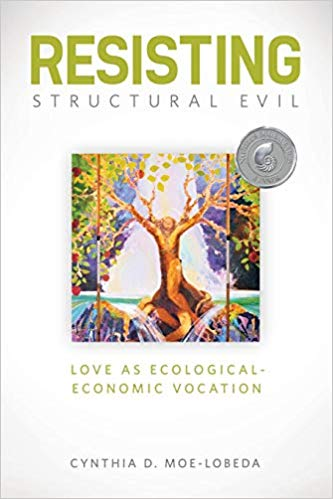 RESISTING
STRUCTURAL EVIL
LOVE AS ECOLOGICAL-
ECONOMIC VOCATION
CYNTHIA D. MOE-LOBEDA